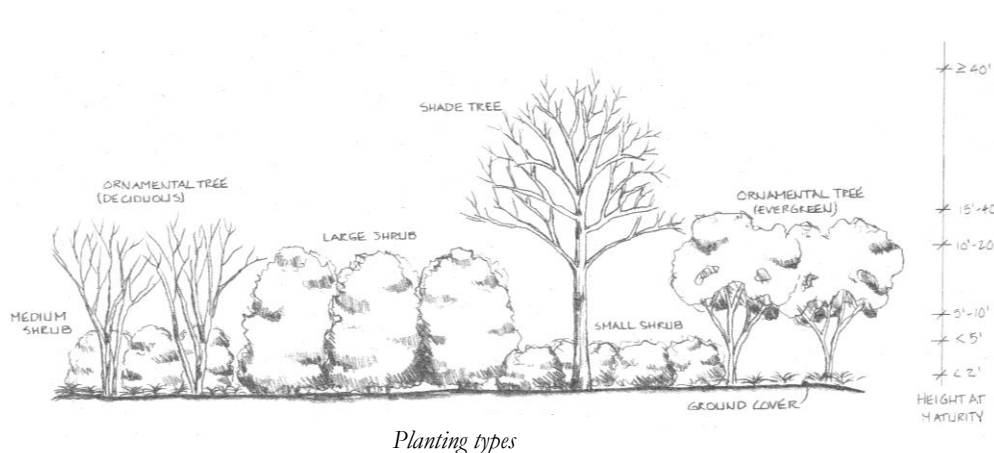 ≥40'
SHADE TREE
ORNAMENTAL TREE
(DECIDUOUS)
ORNAMENTAL TREE
(EVERGREEN)
15'-40
LARGE SHRUB
10'-20
MEDIUM
SHRUB
5'-10'
SMALL SHRUB
<5'
<2'
GROUND COVER
HEIGHT AT
MATURITY
Planting types